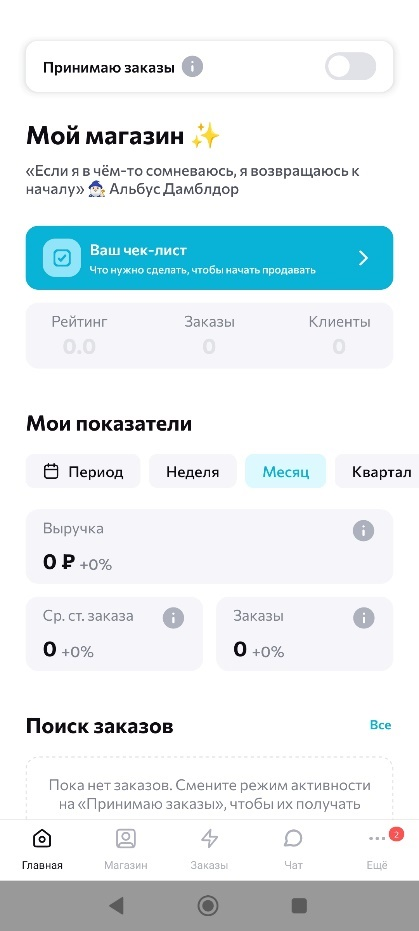 Принимаю заказы
Мой магазин ✨
«Если я в чём-то сомневаюсь, я возвращаюсь к
началу» 🧙 Альбус Дамблдор
Ваш чек-лист
Что нужно сделать, чтобы начать продавать
Рейтинг Заказы Клиенты
0.0 0 0
Мои показатели
Период Неделя Месяц Квартал
Выручка
0 ₽ +0%
Ср. ст. заказа Заказы
0 +0% 0 +0%
Поиск заказов Все
Пока нет заказов. Смените режим активности
на «Принимаю заказы», чтобы их получать
2
Главная Магазин Заказы Чат Ещё